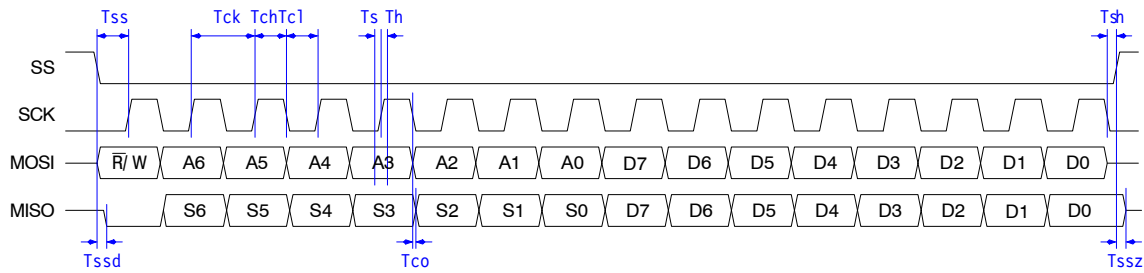 Tss Tck Tch Tcl Ts Th Tsh
SS
SCK
MOSI R̅/ W A6 A5 A4 A3 A2 A1 A0 D7 D6 D5 D4 D3 D2 D1 D0
MISO S6 S5 S4 S3 S2 S1 S0 D7 D6 D5 D4 D3 D2 D1 D0
Tssd Tco Tssz